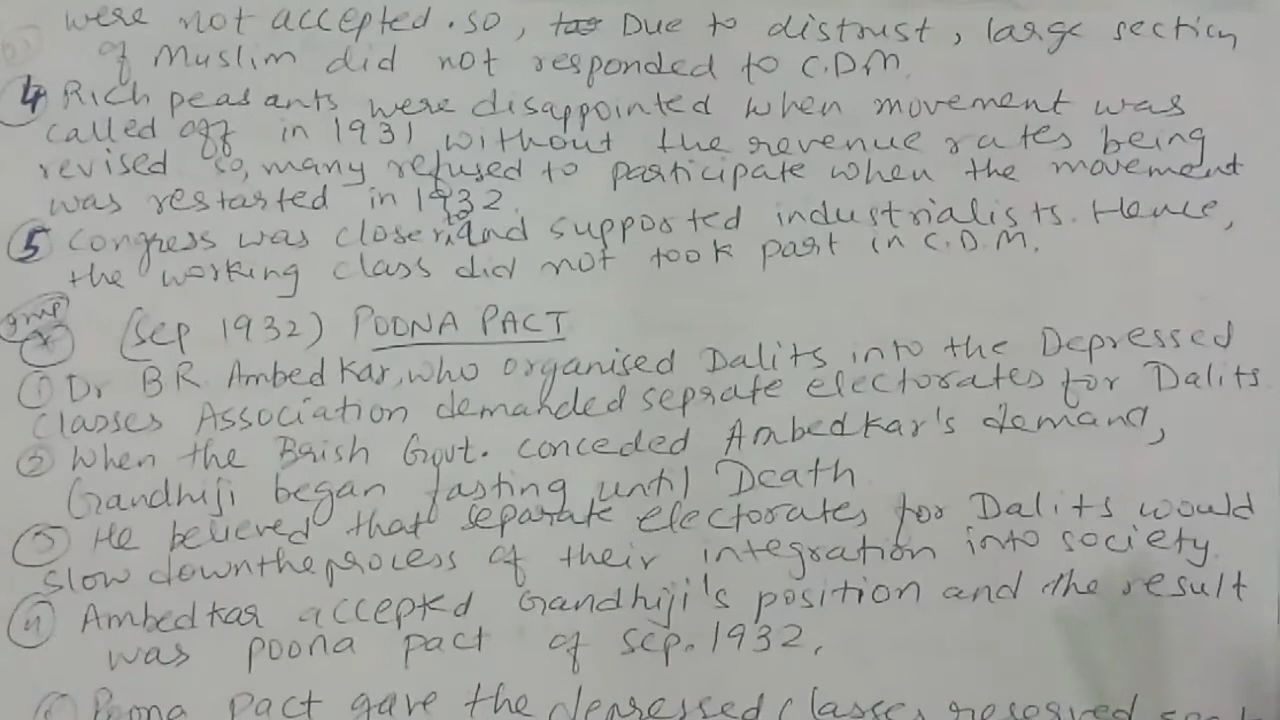 were not accepted. so, Due to distrust, large section
of Muslim did not responded to C.D.M.
4 Rich peasants were disappointed when movement was
called off in 1931 without the revenue rates being
revised so, many refused to participate when the movement
was restarted in 1932.
5 Congress was closer to and supported industrialists. Hence,
the working class did not took part in C.D.M.
(Sep 1932) POONA PACT
1 Dr BR Ambedkar, who organised Dalits into the Depressed
Classes Association demanded seprate electorates for Dalits
2 When the Baish Govt. conceded Ambedkar's demand,
Gandhiji began fasting until Death
3 He believed that separate electorates for Dalits would
slow down the process of their integration into society.
4 Ambedkar accepted Gandhiji's position and the result
was poona pact of Sep. 1932.
Poona pact gave the depressed classes reserved